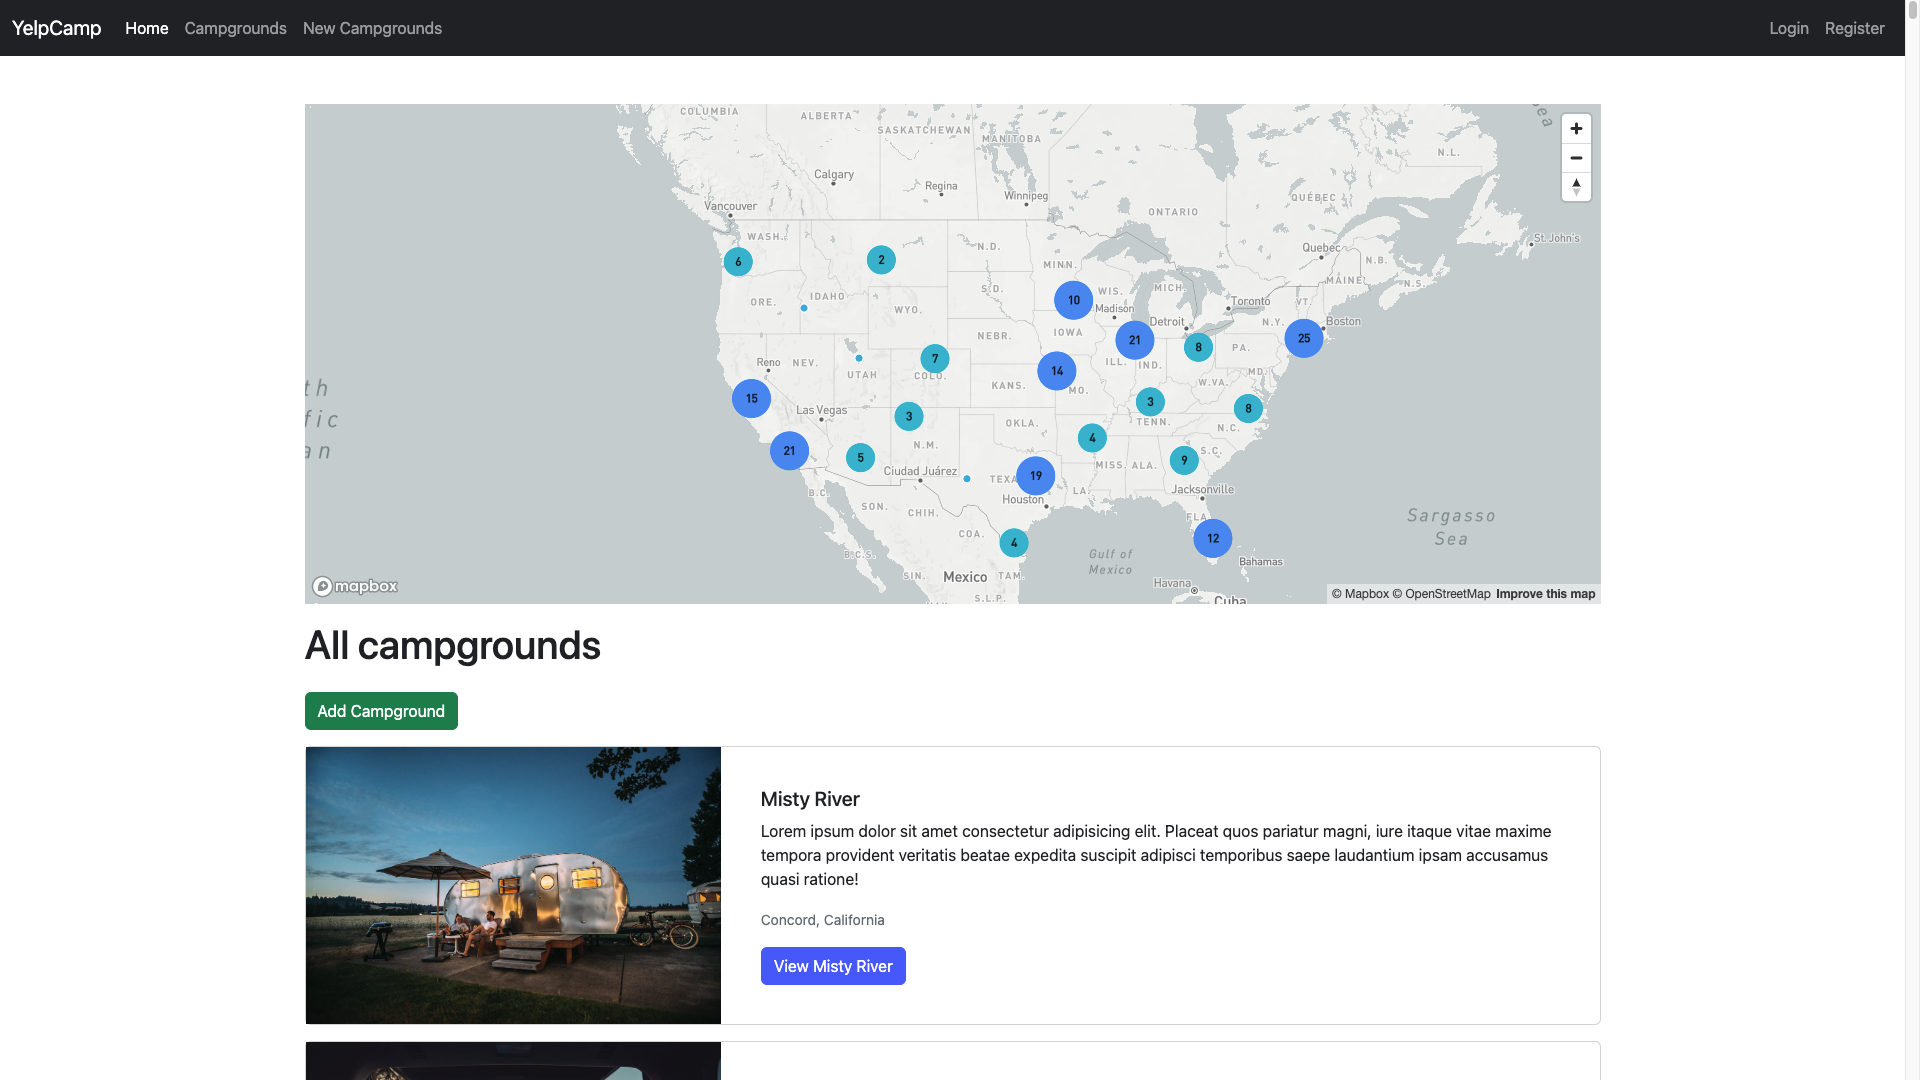 YelpCamp Home Campgrounds New Campgrounds Login Register
COLUMBIA
ALBERTA
SASKATCHEWAN
MANITOBA
N.L.
Calgary
Regina
Winnipeg
QUÉBEC
Vancouver
ONTARIO
WASH.
N.D.
Quebec
St. John's
6
2
MINN.
N.B.
MAINE
N.S.
IDAHO
S.D.
WIS.
MICH.
ORE.
WYO.
10
Madison
Toronto
VT.
Detroit
N.Y.
Boston
NEBR.
IOWA
21
8
PA.
25
Reno
NEV.
UTAH
7
COLO.
14
ILL.
IND.
MD.
KANS.
MO.
W.VA.
th
fic
an
15
Las Vegas
3
3
8
OKLA.
TENN.
N.C.
21
5
N.M.
4
9
S.C.
Ciudad Juárez
TEXA
19
MISS.
ALA.
B.C.
LA.
Houston
Jacksonville
SON.
CHIH.
FLA.
Sargasso
Sea
COA.
4
12
B.C.S.
Gulf of
Mexico
Bahamas
SIN.
Mexico
TAM.
Havana
S.L.P.
Cuba
mapbox
© Mapbox © OpenStreetMap Improve this map
All campgrounds
Add Campground
Misty River
Lorem ipsum dolor sit amet consectetur adipisicing elit. Placeat quos pariatur magni, iure itaque vitae maxime
tempora provident veritatis beatae expedita suscipit adipisci temporibus saepe laudantium ipsam accusamus
quasi ratione!
Concord, California
View Misty River